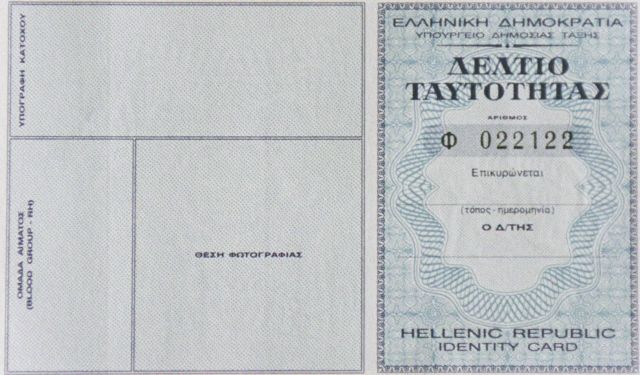 ΥΠΟΓΡΑΦΗ ΚΑΤΟΧΟΥ
ΟΜΑΔΑ ΑΙΜΑΤΟΣ
(BLOOD GROUP - RH)
ΘΕΣΗ ΦΩΤΟΓΡΑΦΙΑΣ
ΕΛΛΗΝΙΚΗ ΔΗΜΟΚΡΑΤΙΑ
ΥΠΟΥΡΓΕΙΟ ΔΗΜΟΣΙΑΣ ΤΑΞΗΣ
ΔΕΛΤΙΟ
ΤΑΥΤΟΤΗΤΑΣ
ΑΡΙΘΜΟΣ
Φ 022122
Επικυρώνεται
(τόπος - ημερομηνία)
Ο Δ/ΤΗΣ
HELLENIC REPUBLIC
IDENTITY CARD